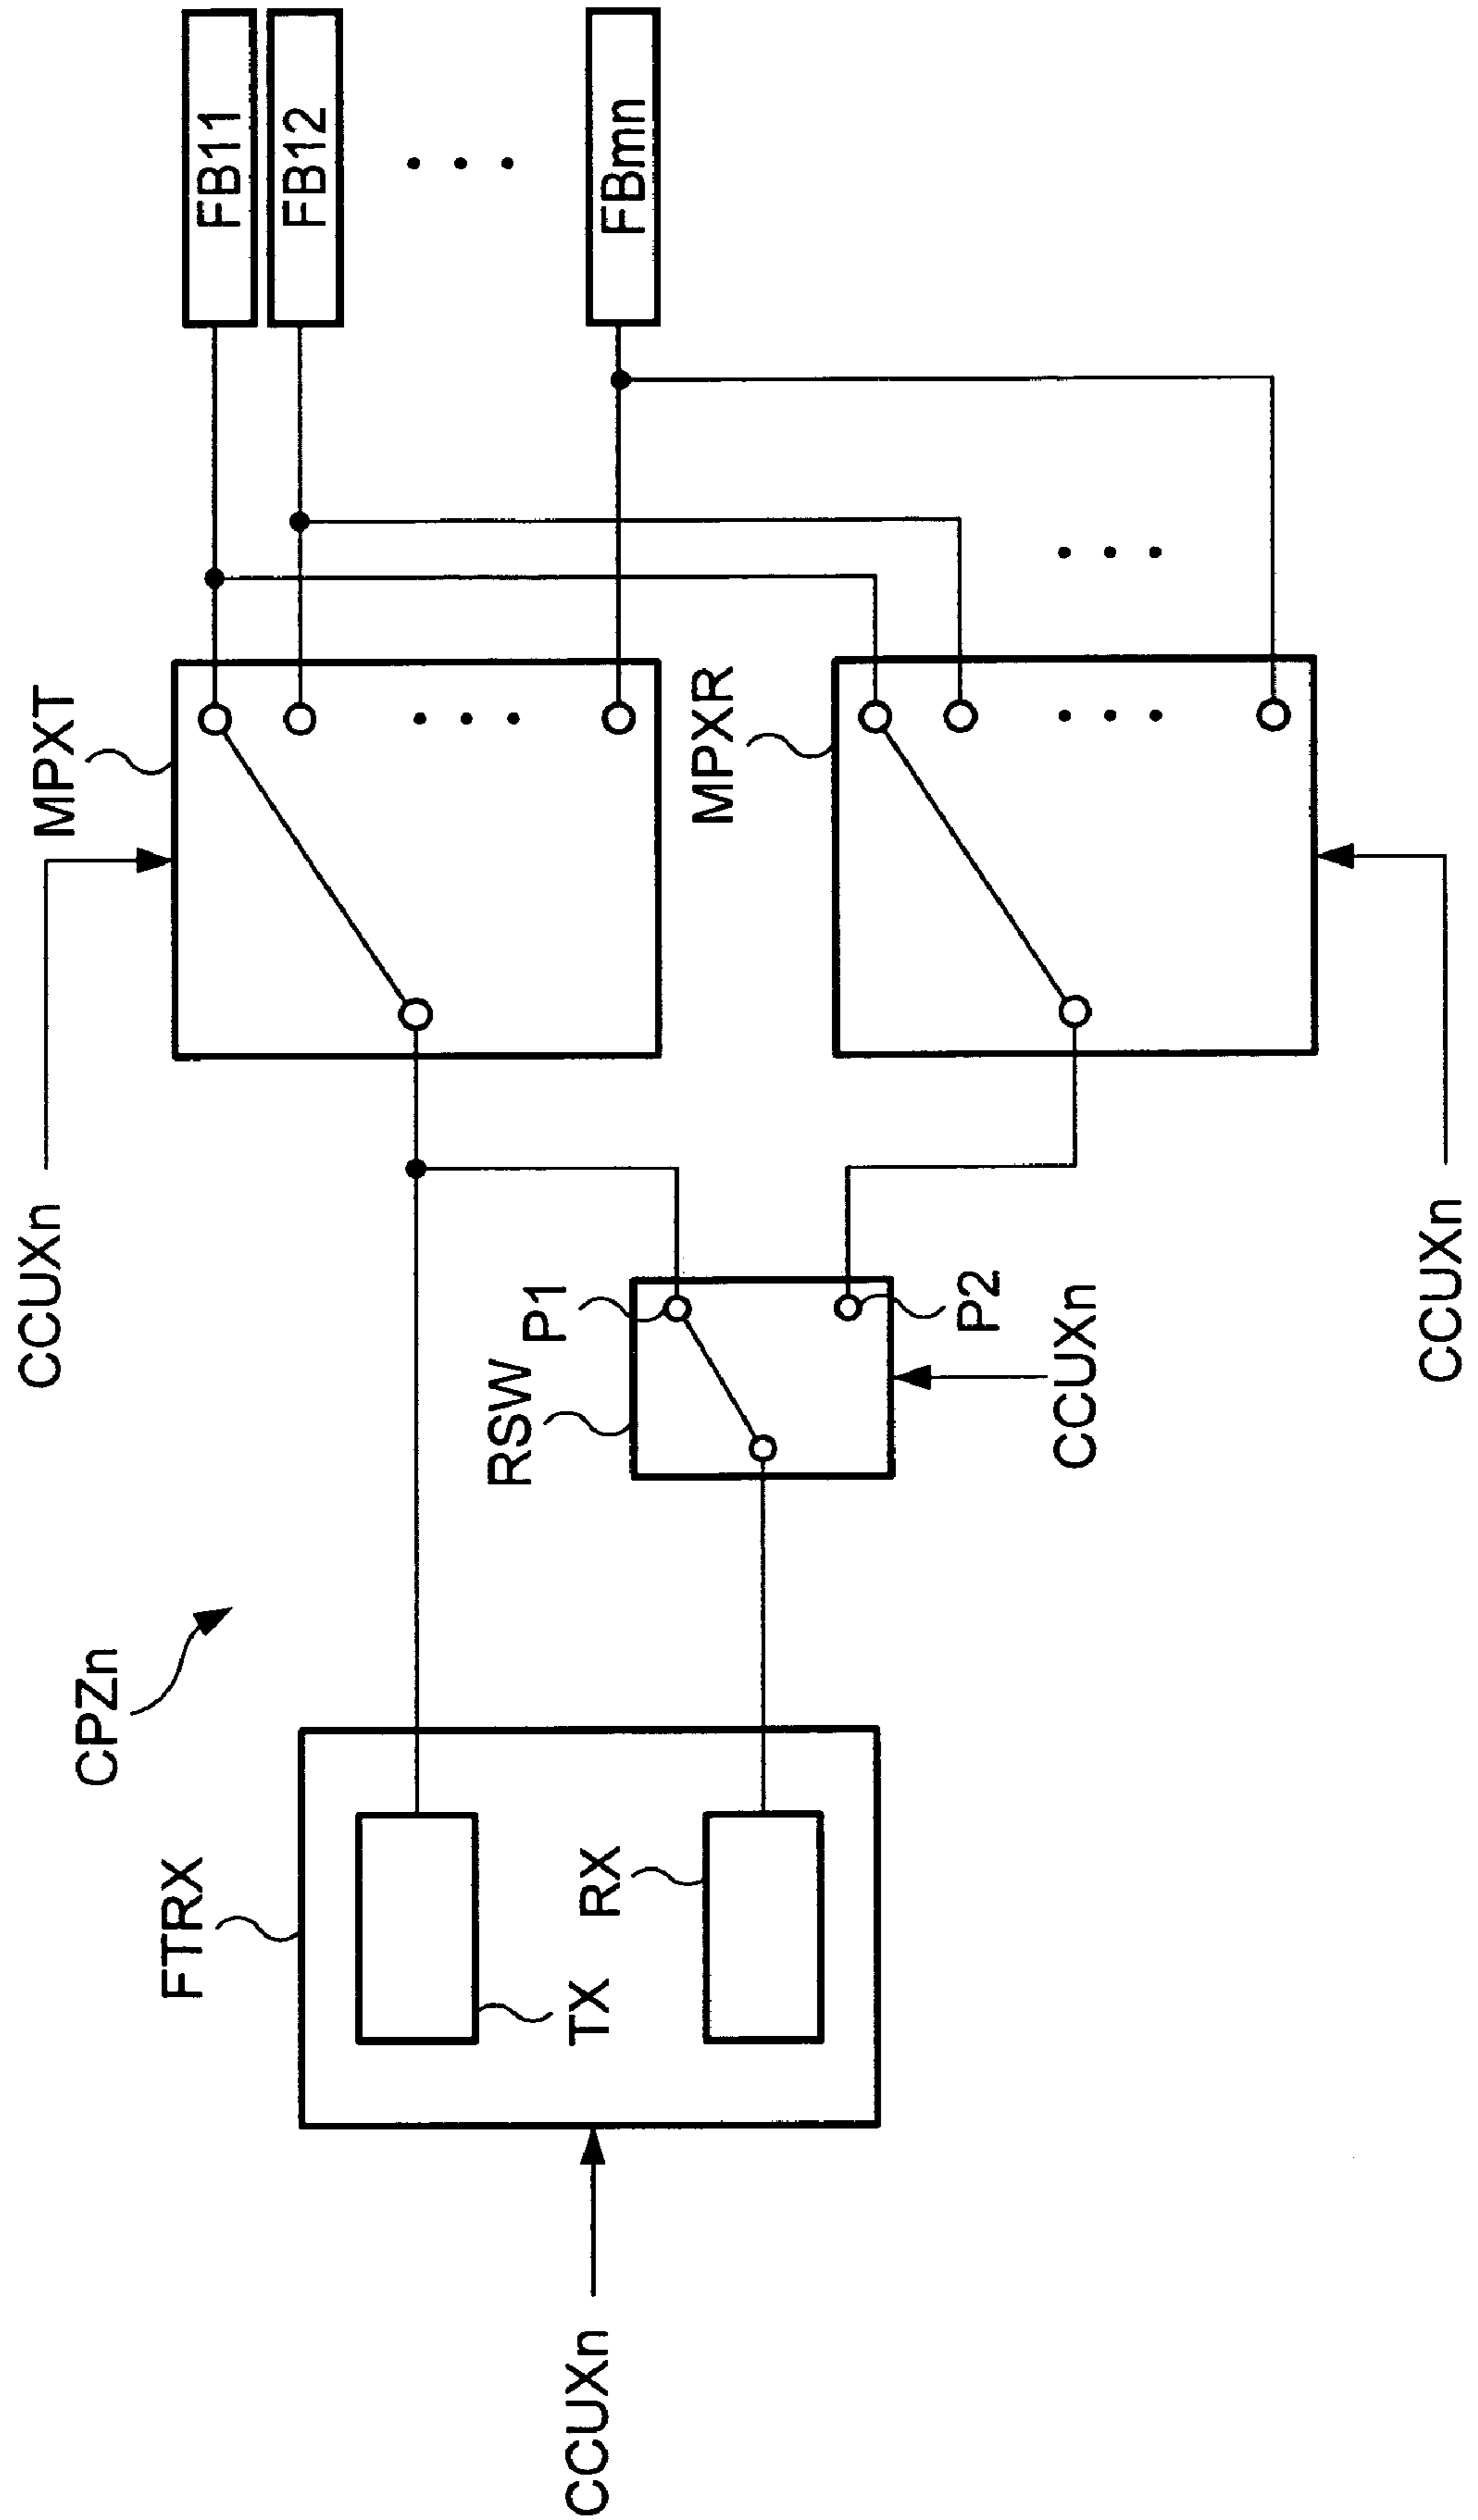 CCUXn
MPXT
FB11
FB12
FBmn
CPZn
FTRX
TX
RX
RSW
P1
P2
MPXR
CCUXn
CCUXn
CCUXn